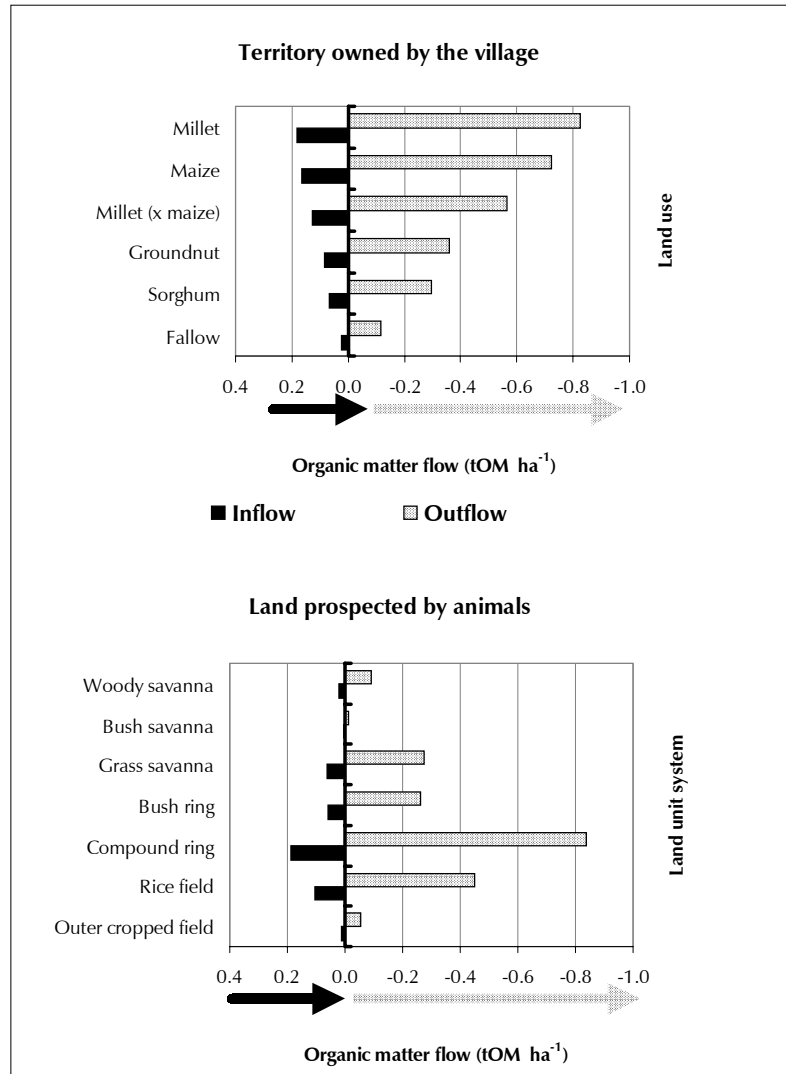 Territory owned by the village
Millet
Maize
Millet (x maize)
Groundnut
Sorghum
Fallow
Land use
0.4 0.2 0.0 -0.2 -0.4 -0.6 -0.8 -1.0
Organic matter flow (tOM ha⁻¹)
Inflow Outflow
Land prospected by animals
Woody savanna
Bush savanna
Grass savanna
Bush ring
Compound ring
Rice field
Outer cropped field
Land unit system
0.4 0.2 0.0 -0.2 -0.4 -0.6 -0.8 -1.0
Organic matter flow (tOM ha⁻¹)